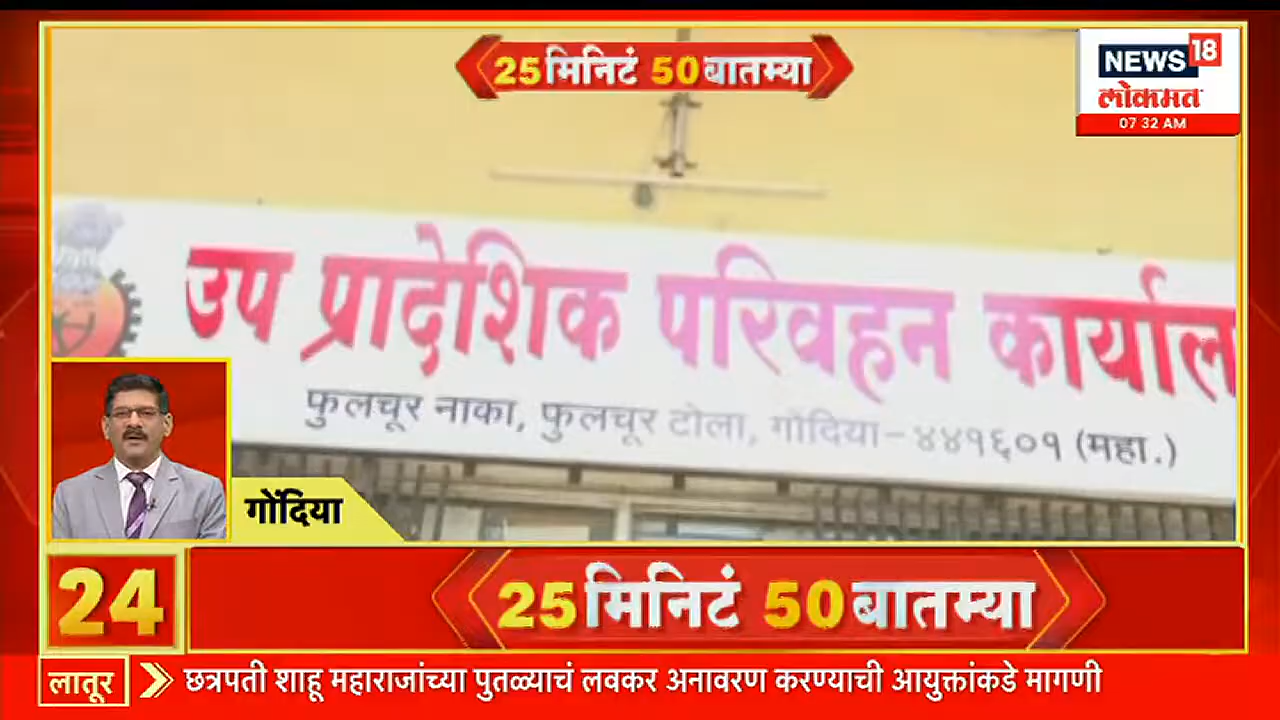 25 मिनिटं 50 बातम्या
NEWS 18
लोकमत
07 32 AM
उप प्रादेशिक परिवहन कार्याल
फुलचूर नाका, फुलचूर टोला, गोंदिया-४४१६०१ (महा.)
गोंदिया
24
25 मिनिटं 50 बातम्या
लातूर
छत्रपती शाहू महाराजांच्या पुतळ्याचं लवकर अनावरण करण्याची आयुक्तांकडे मागणी